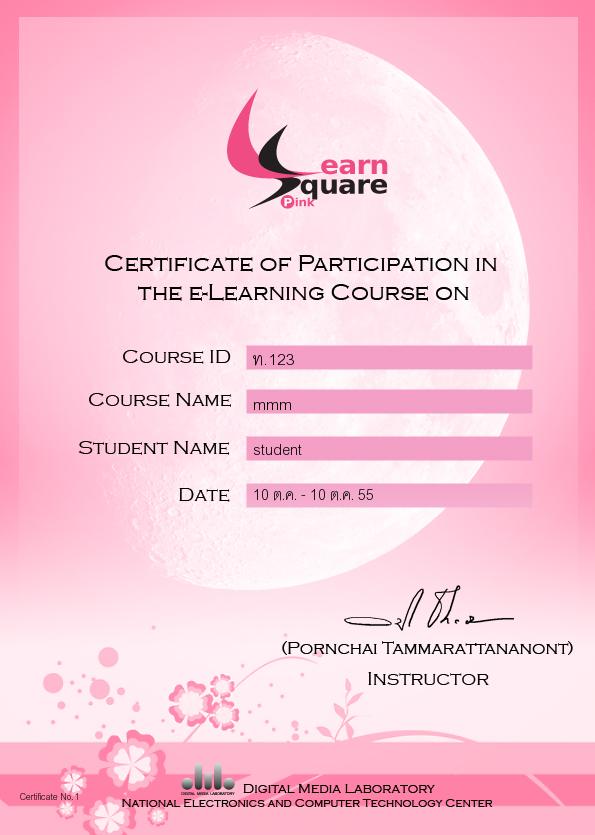 Learn
Square
Pink
Certificate of Participation in
the e-Learning Course on
Course ID ท.123
Course Name mmm
Student Name student
Date 10 ต.ค. - 10 ต.ค. 55
(Pornchai Tammarattananont)
Instructor
Digital Media Laboratory
DIGITAL MEDIA LABORATORY
National Electronics and Computer Technology Center
Certificate No. 1